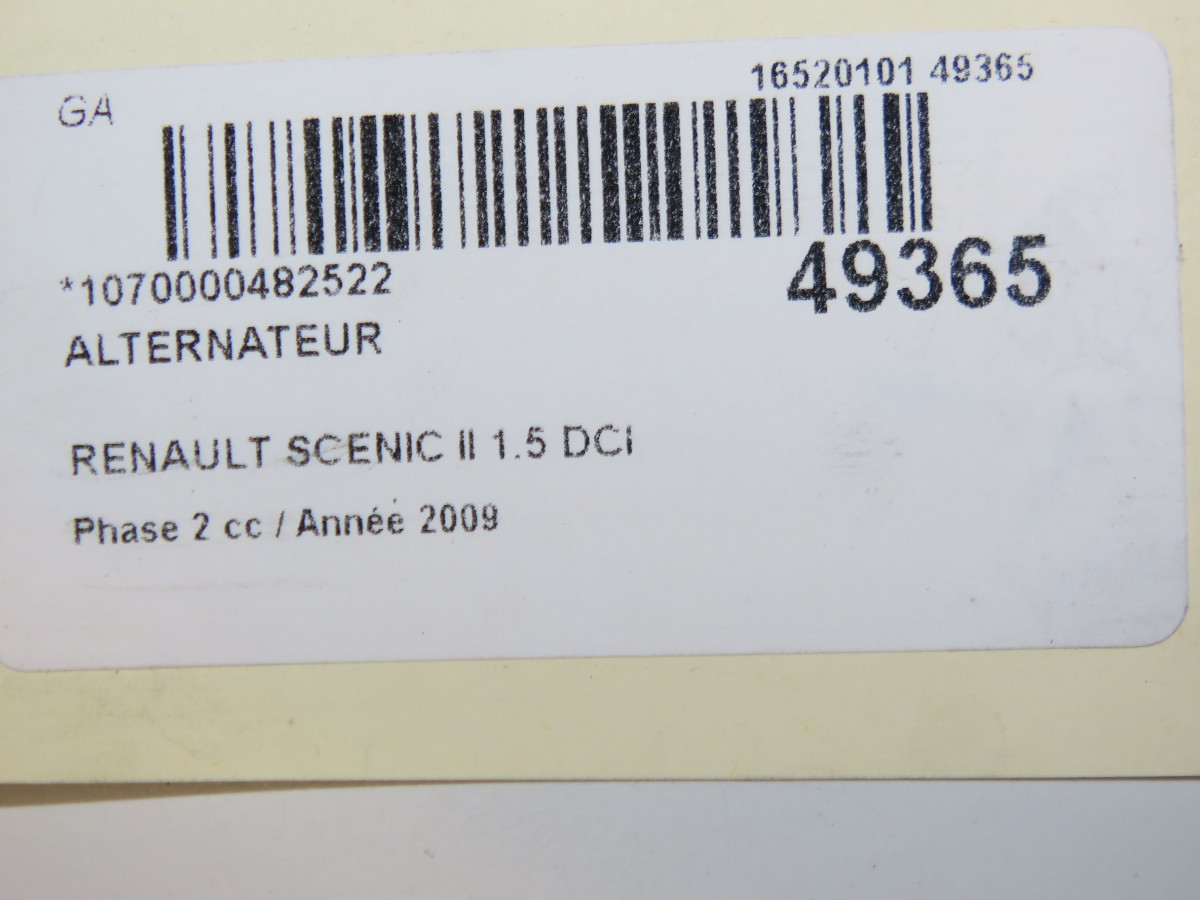 GA
16520101 49365
*1070000482522
49365
ALTERNATEUR
RENAULT SCENIC II 1.5 DCI
Phase 2 cc / Année 2009